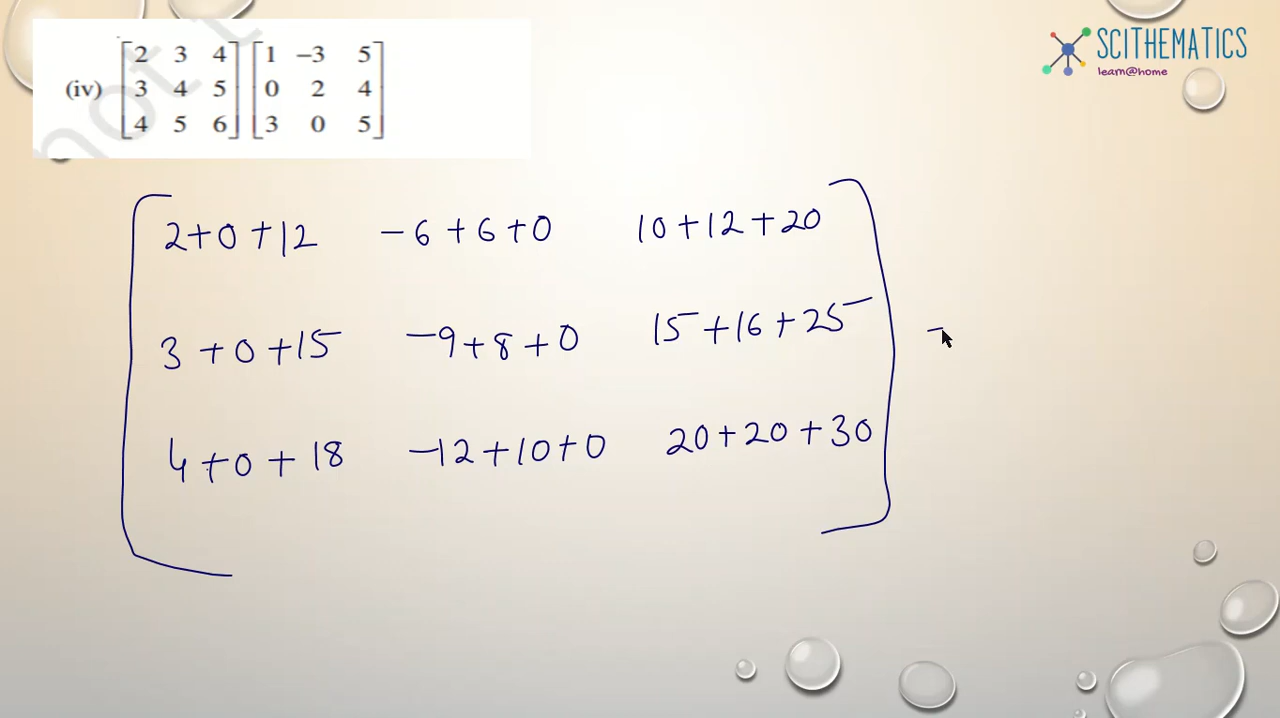 SCITHEMATICS
learn@home
(iv) [2 3 4] [1 −3 5]
[3 4 5] [0 2 4]
[4 5 6] [3 0 5]
not
2+0+12 -6+6+0 10+12+20
3+0+15 -9+8+0 15+16+25
4+0+18 -12+10+0 20+20+30